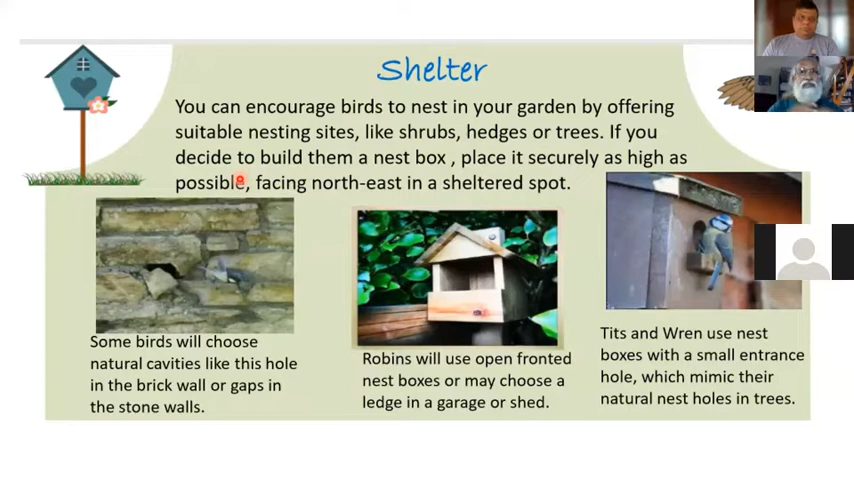 Shelter
You can encourage birds to nest in your garden by offering
suitable nesting sites, like shrubs, hedges or trees. If you
decide to build them a nest box , place it securely as high as
possible, facing north-east in a sheltered spot.
Some birds will choose
natural cavities like this hole
in the brick wall or gaps in
the stone walls.
Robins will use open fronted
nest boxes or may choose a
ledge in a garage or shed.
Tits and Wren use nest
boxes with a small entrance
hole, which mimic their
natural nest holes in trees.